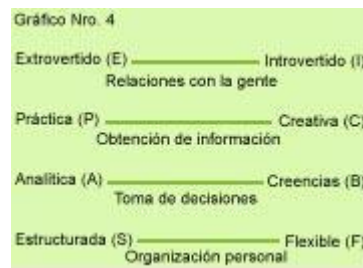 Gráfico Nro. 4
Extrovertido (E) Introvertido (I)
Relaciones con la gente
Práctica (P) Creativa (C)
Obtención de información
Analítica (A) Creencias (B)
Toma de decisiones
Estructurada (S) Flexible (F)
Organización personal